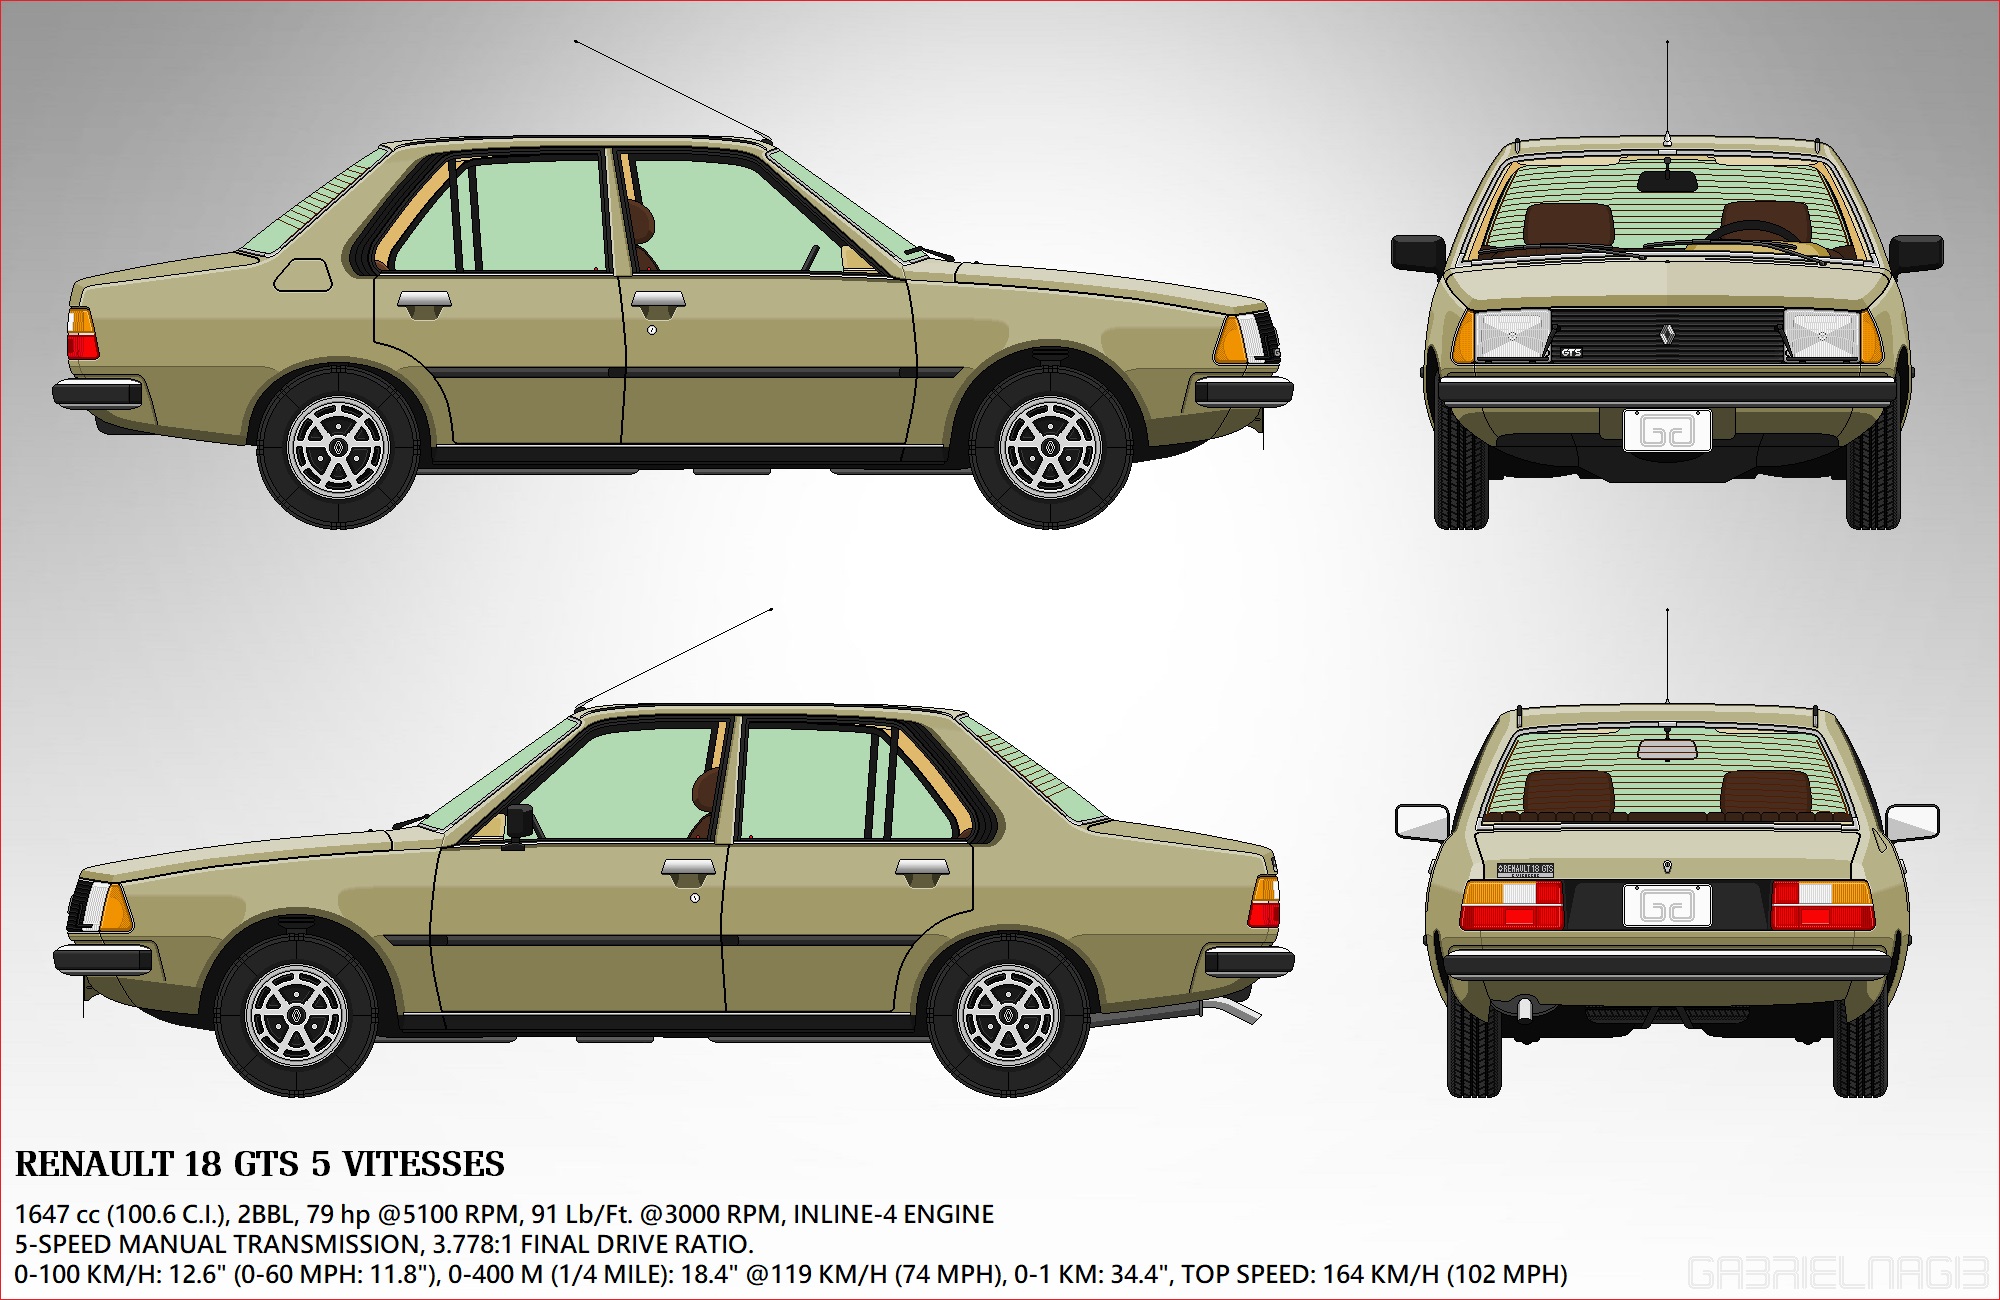 GTS
RENAULT 18 GTS
RENAULT 18 GTS 5 VITESSES
1647 cc (100.6 C.I.), 2BBL, 79 hp @5100 RPM, 91 Lb/Ft. @3000 RPM, INLINE-4 ENGINE
5-SPEED MANUAL TRANSMISSION, 3.778:1 FINAL DRIVE RATIO.
0-100 KM/H: 12.6" (0-60 MPH: 11.8"), 0-400 M (1/4 MILE): 18.4" @119 KM/H (74 MPH), 0-1 KM: 34.4", TOP SPEED: 164 KM/H (102 MPH)
GABRIELNAGIB